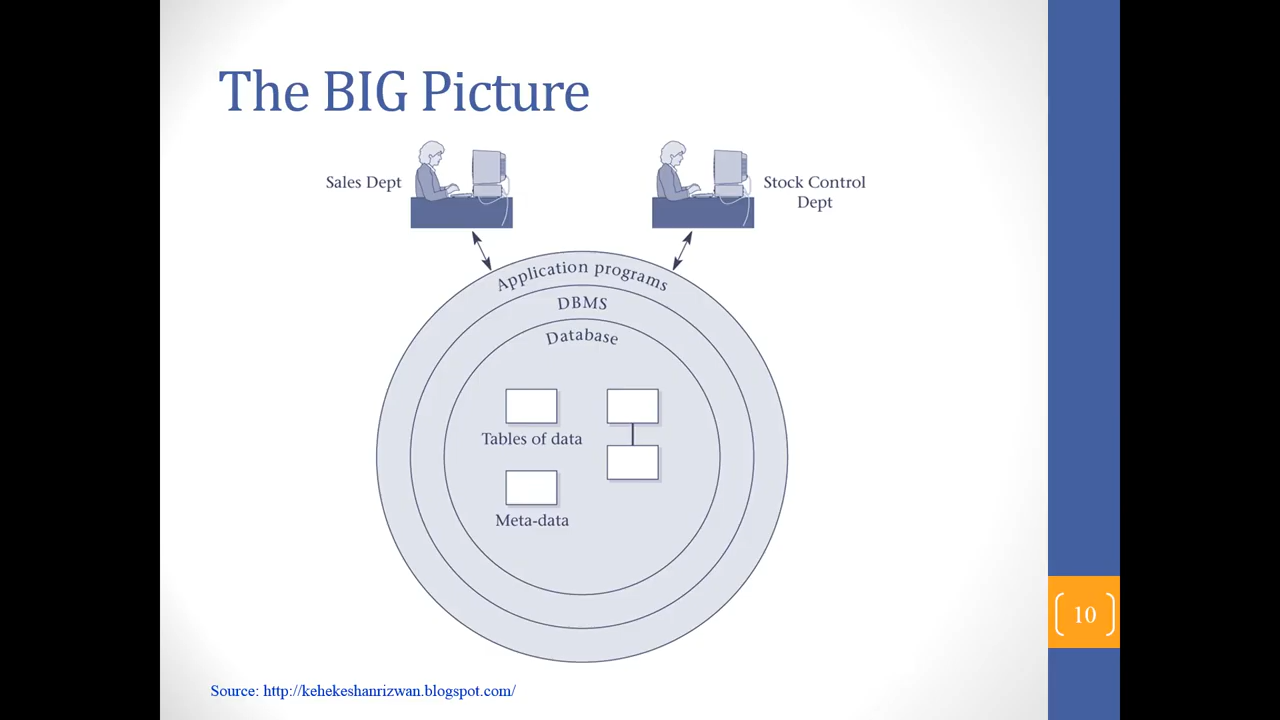 The BIG Picture
Sales Dept
Stock Control
Dept
Application programs
DBMS
Database
Tables of data
Meta-data
10
Source: http://kehekeshanrizwan.blogspot.com/